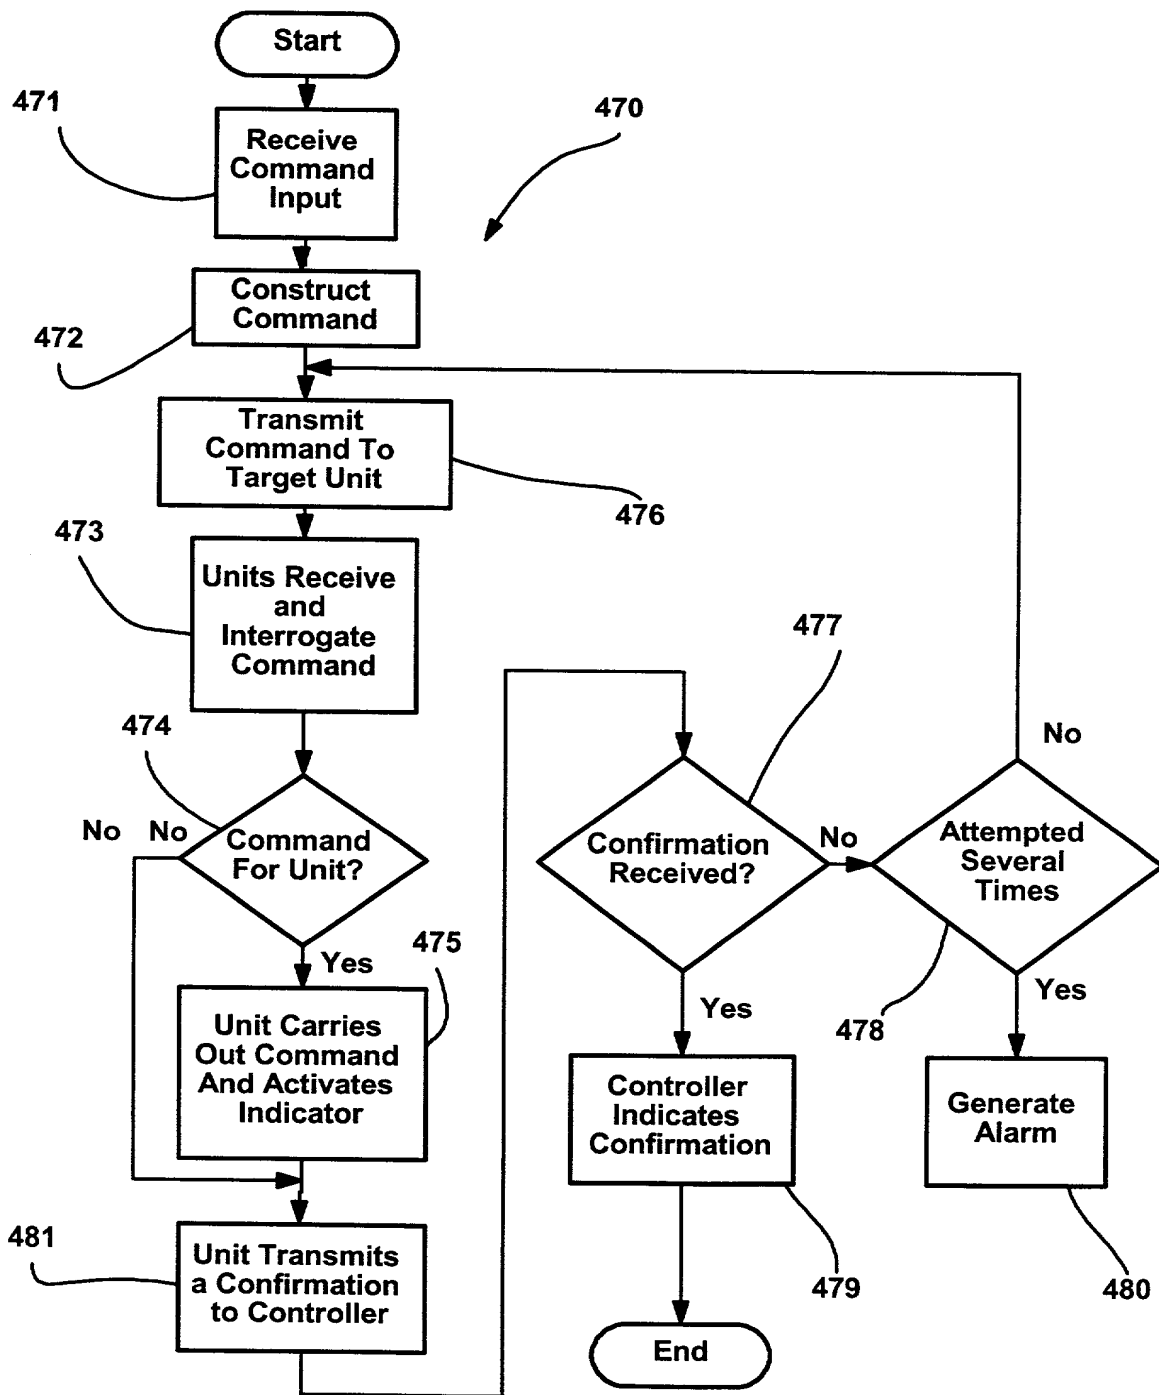 Start
471
Receive
Command
Input
470
Construct
Command
472
Transmit
Command To
Target Unit
476
473
Units Receive
and
Interrogate
Command
477
474
No
No No
Command
For Unit?
Confirmation
Received?
No
Attempted
Several
Times
Yes
475
Yes
Yes
478
Unit Carries
Out Command
And Activates
Indicator
Controller
Indicates
Confirmation
Generate
Alarm
481
Unit Transmits
a Confirmation
to Controller
479
480
End